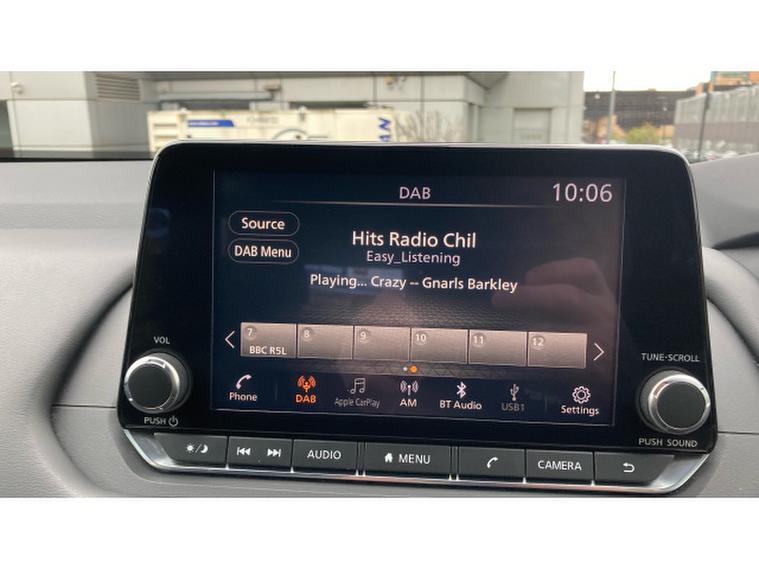 DAB
10:06
Source
DAB Menu
Hits Radio Chil
Easy_Listening
Playing... Crazy -- Gnarls Barkley
7 8 9 10 11 12
BBC R5L
VOL
PUSH
TUNE·SCROLL
PUSH SOUND
Phone
DAB
Apple CarPlay
AM
BT Audio
USB1
Settings
AUDIO
MENU
CAMERA